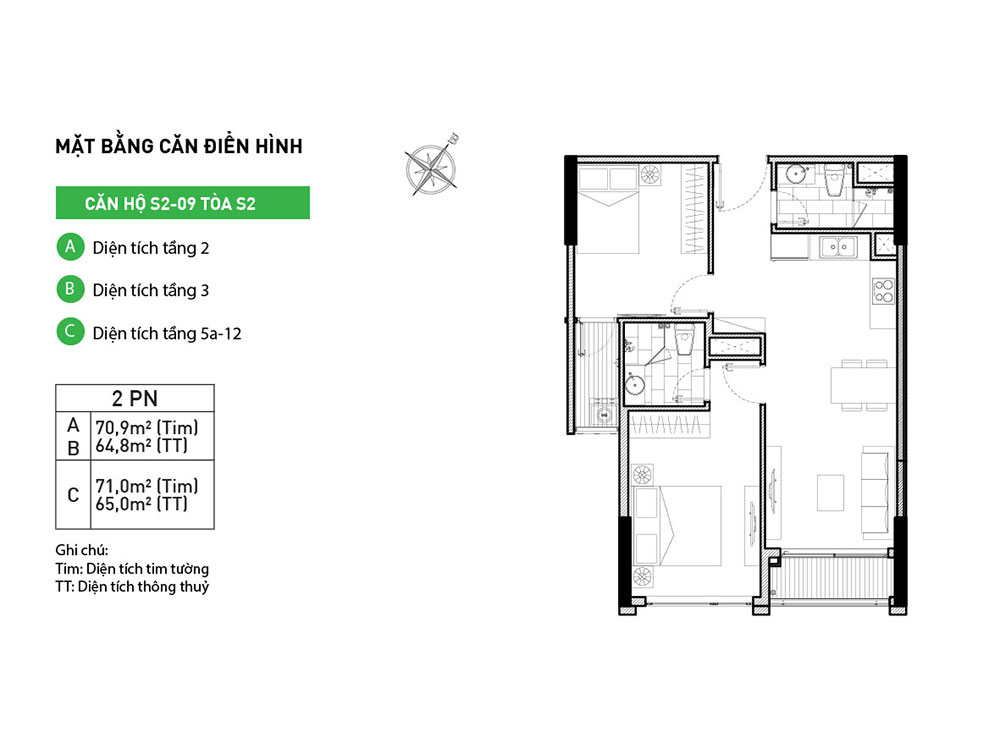 MẶT BẰNG CĂN ĐIỂN HÌNH
B
CĂN HỘ S2-09 TÒA S2
A Diện tích tầng 2
B Diện tích tầng 3
C Diện tích tầng 5a-12
2 PN
A 70,9m² (Tim)
B 64,8m² (TT)
C 71,0m² (Tim)
65,0m² (TT)
Ghi chú:
Tim: Diện tích tim tường
TT: Diện tích thông thuỷ